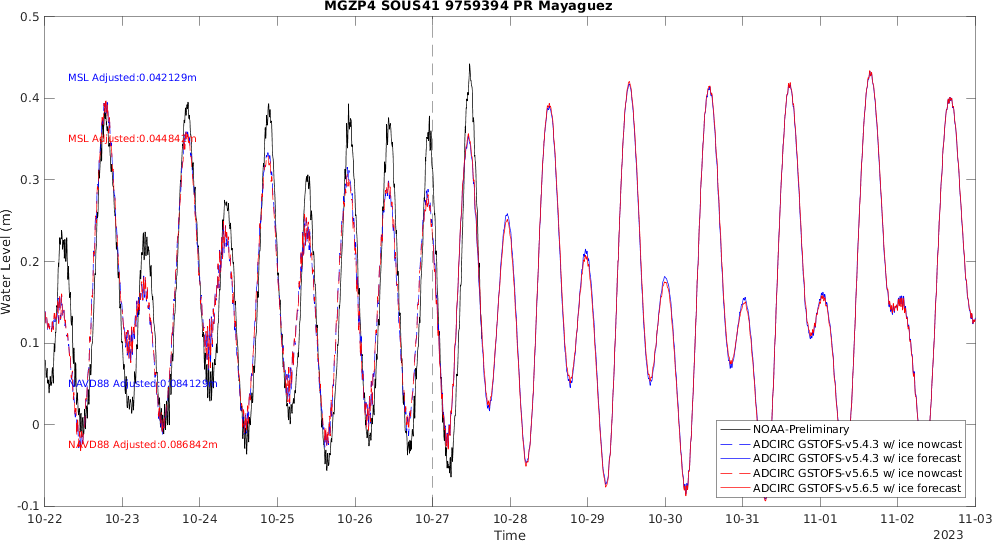 MGZP4 SOUS41 9759394 PR Mayaguez
0.5
MSL Adjusted:0.042129m
0.4
MSL Adjusted:0.044842m
0.3
Water Level (m)
0.2
0.1
NAVD88 Adjusted:0.084129m
0
NAVD88 Adjusted:0.086842m
NOAA-Preliminary
ADCIRC GSTOFS-v5.4.3 w/ ice nowcast
ADCIRC GSTOFS-v5.4.3 w/ ice forecast
ADCIRC GSTOFS-v5.6.5 w/ ice nowcast
ADCIRC GSTOFS-v5.6.5 w/ ice forecast
-0.1
10-22 10-23 10-24 10-25 10-26 10-27 10-28 10-29 10-30 10-31 11-01 11-02 11-03
Time
2023